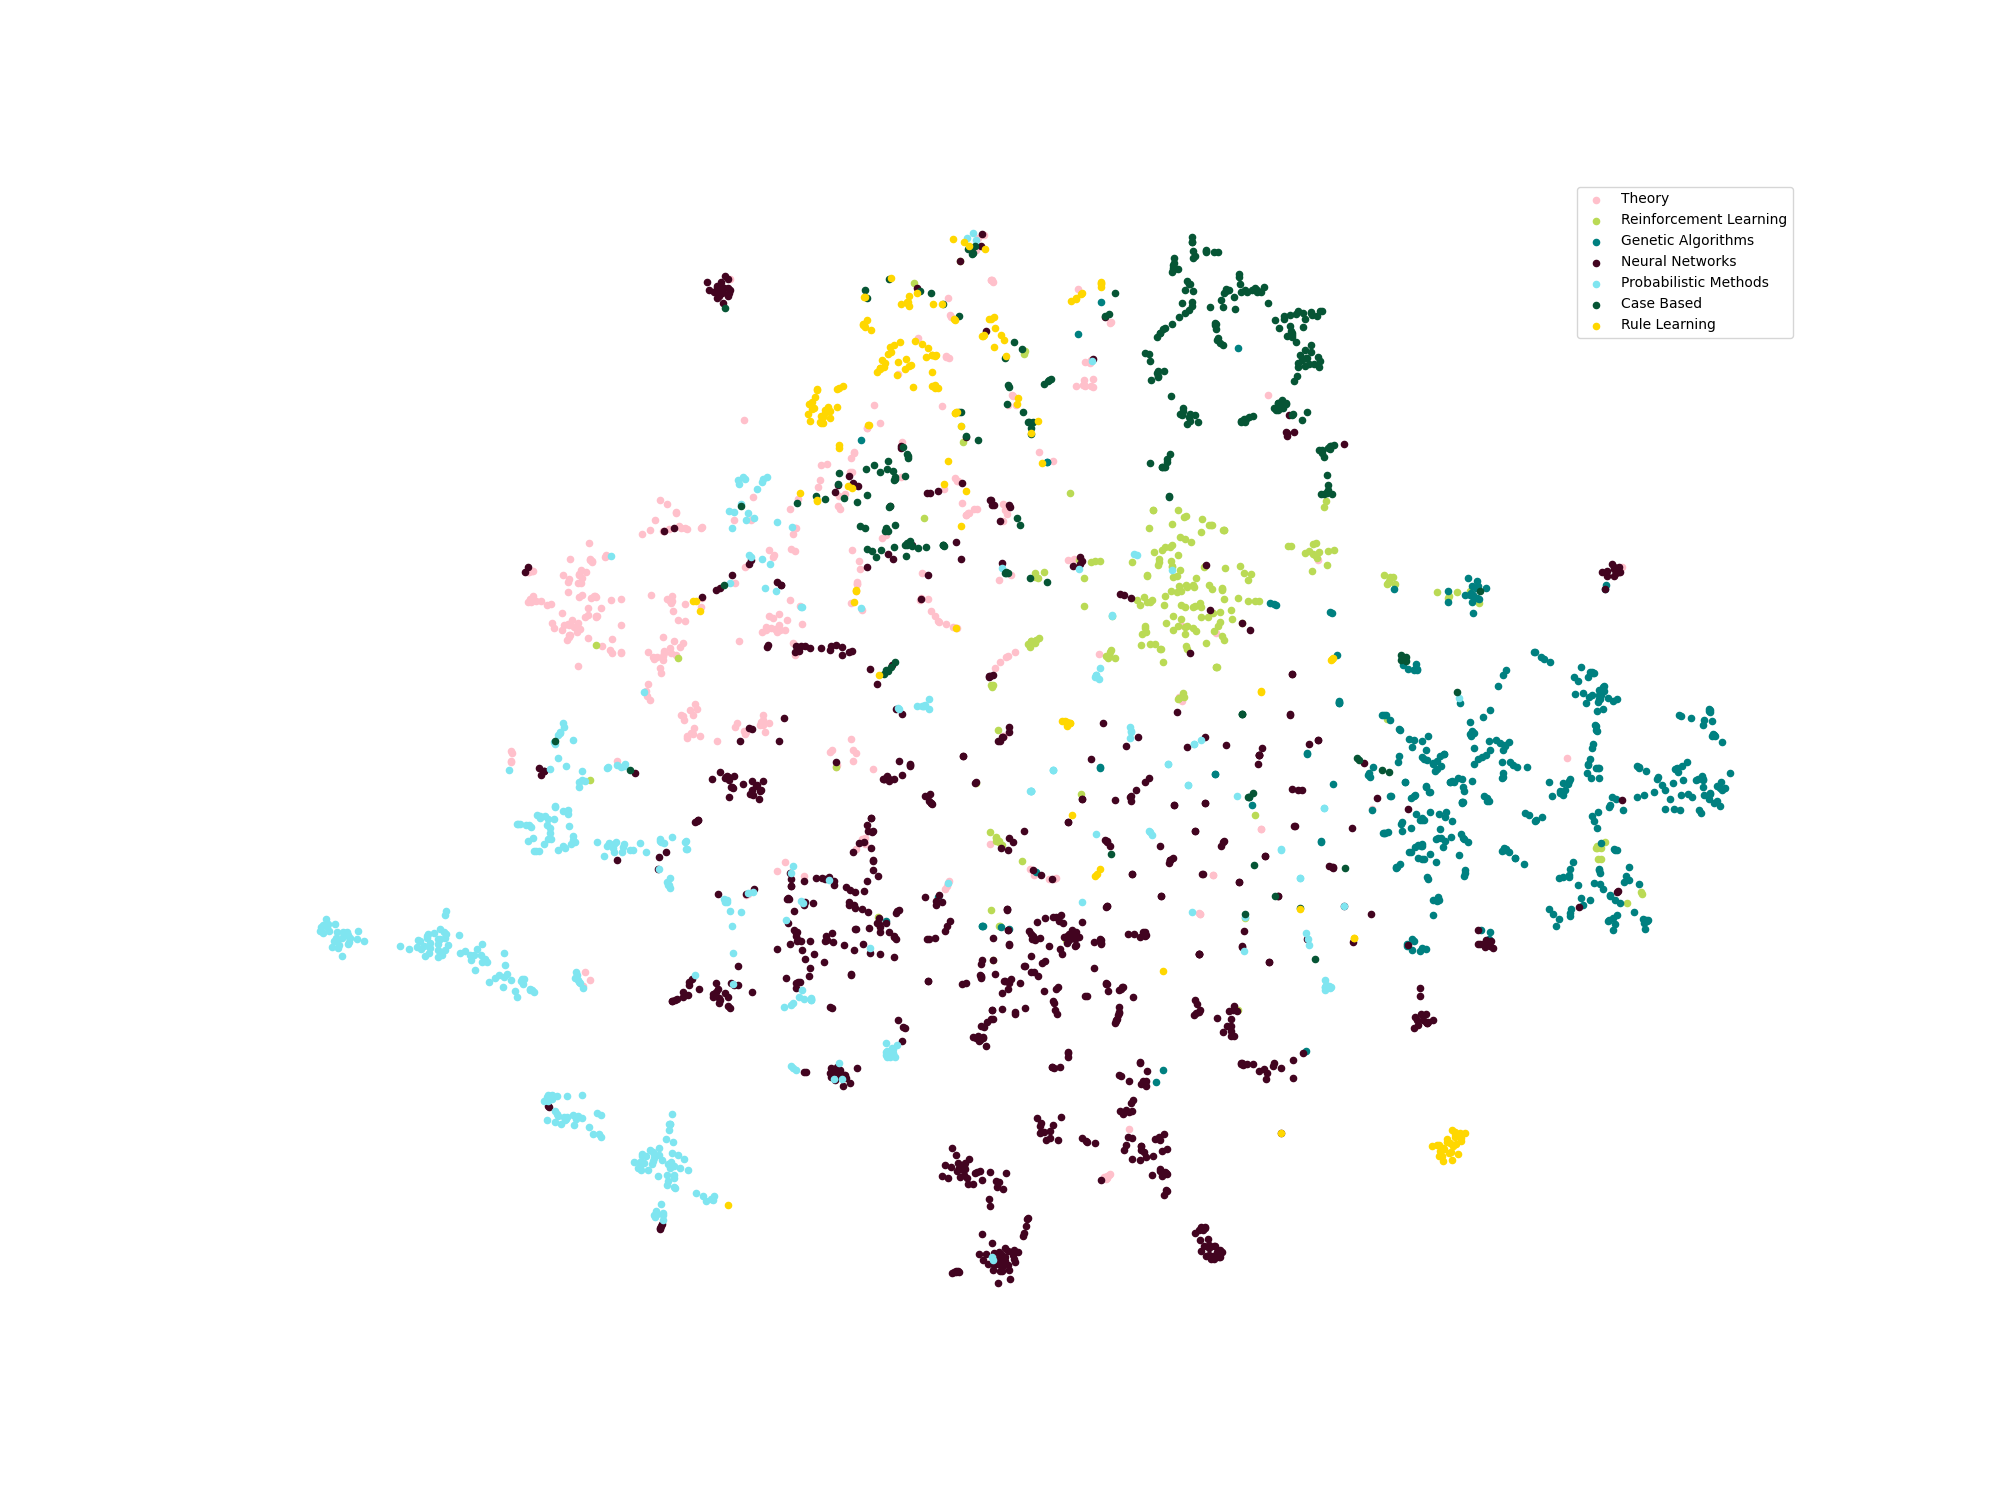 Theory
Reinforcement Learning
Genetic Algorithms
Neural Networks
Probabilistic Methods
Case Based
Rule Learning